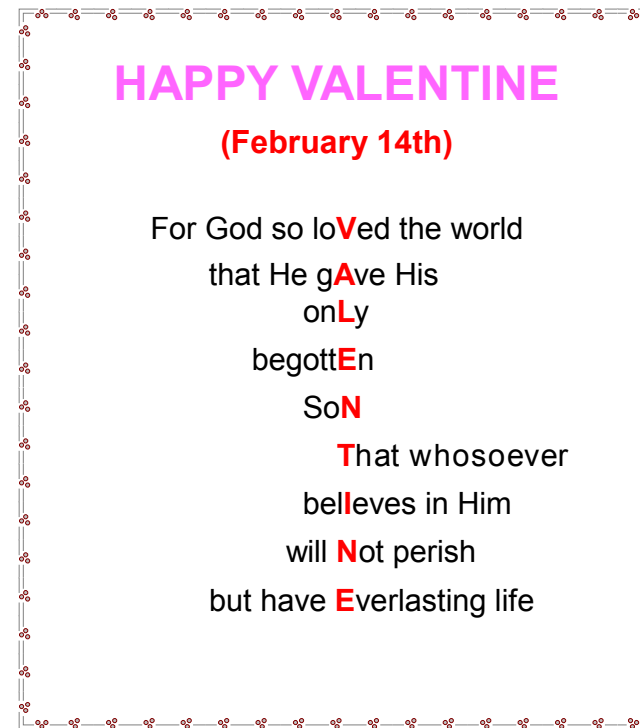 HAPPY VALENTINE
(February 14th)
For God so loVed the world
that He gAve His
onLy
begottEn
SoN
That whosoever
belIeves in Him
will Not perish
but have Everlasting life